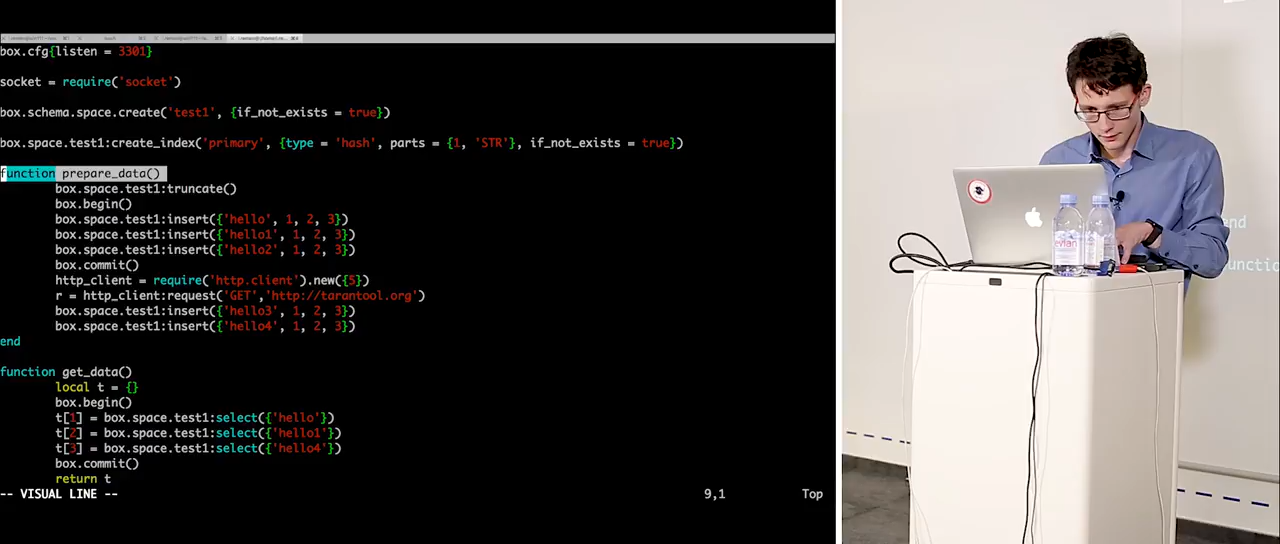 box.cfg{listen = 3301}
socket = require('socket')
box.schema.space.create('test1', {if_not_exists = true})
box.space.test1:create_index('primary', {type = 'hash', parts = {1, 'STR'}, if_not_exists = true})
function prepare_data()
box.space.test1:truncate()
box.begin()
box.space.test1:insert({'hello', 1, 2, 3})
box.space.test1:insert({'hello1', 1, 2, 3})
box.space.test1:insert({'hello2', 1, 2, 3})
box.commit()
http_client = require('http.client').new({5})
r = http_client:request('GET','http://tarantool.org')
box.space.test1:insert({'hello3', 1, 2, 3})
box.space.test1:insert({'hello4', 1, 2, 3})
end
function get_data()
local t = {}
box.begin()
t[1] = box.space.test1:select({'hello'})
t[2] = box.space.test1:select({'hello1'})
t[3] = box.space.test1:select({'hello4'})
box.commit()
return t
-- VISUAL LINE -- 9,1 Top
evian